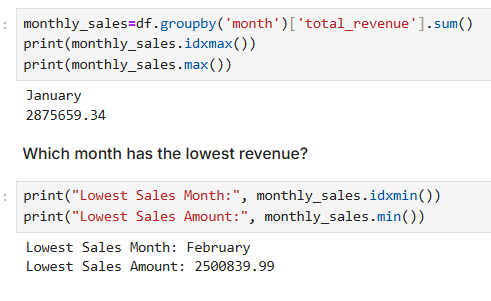 : monthly_sales=df.groupby('month')['total_revenue'].sum()
print(monthly_sales.idxmax())
print(monthly_sales.max())
January
2875659.34
Which month has the lowest revenue?
: print("Lowest Sales Month:", monthly_sales.idxmin())
print("Lowest Sales Amount:", monthly_sales.min())
Lowest Sales Month: February
Lowest Sales Amount: 2500839.99